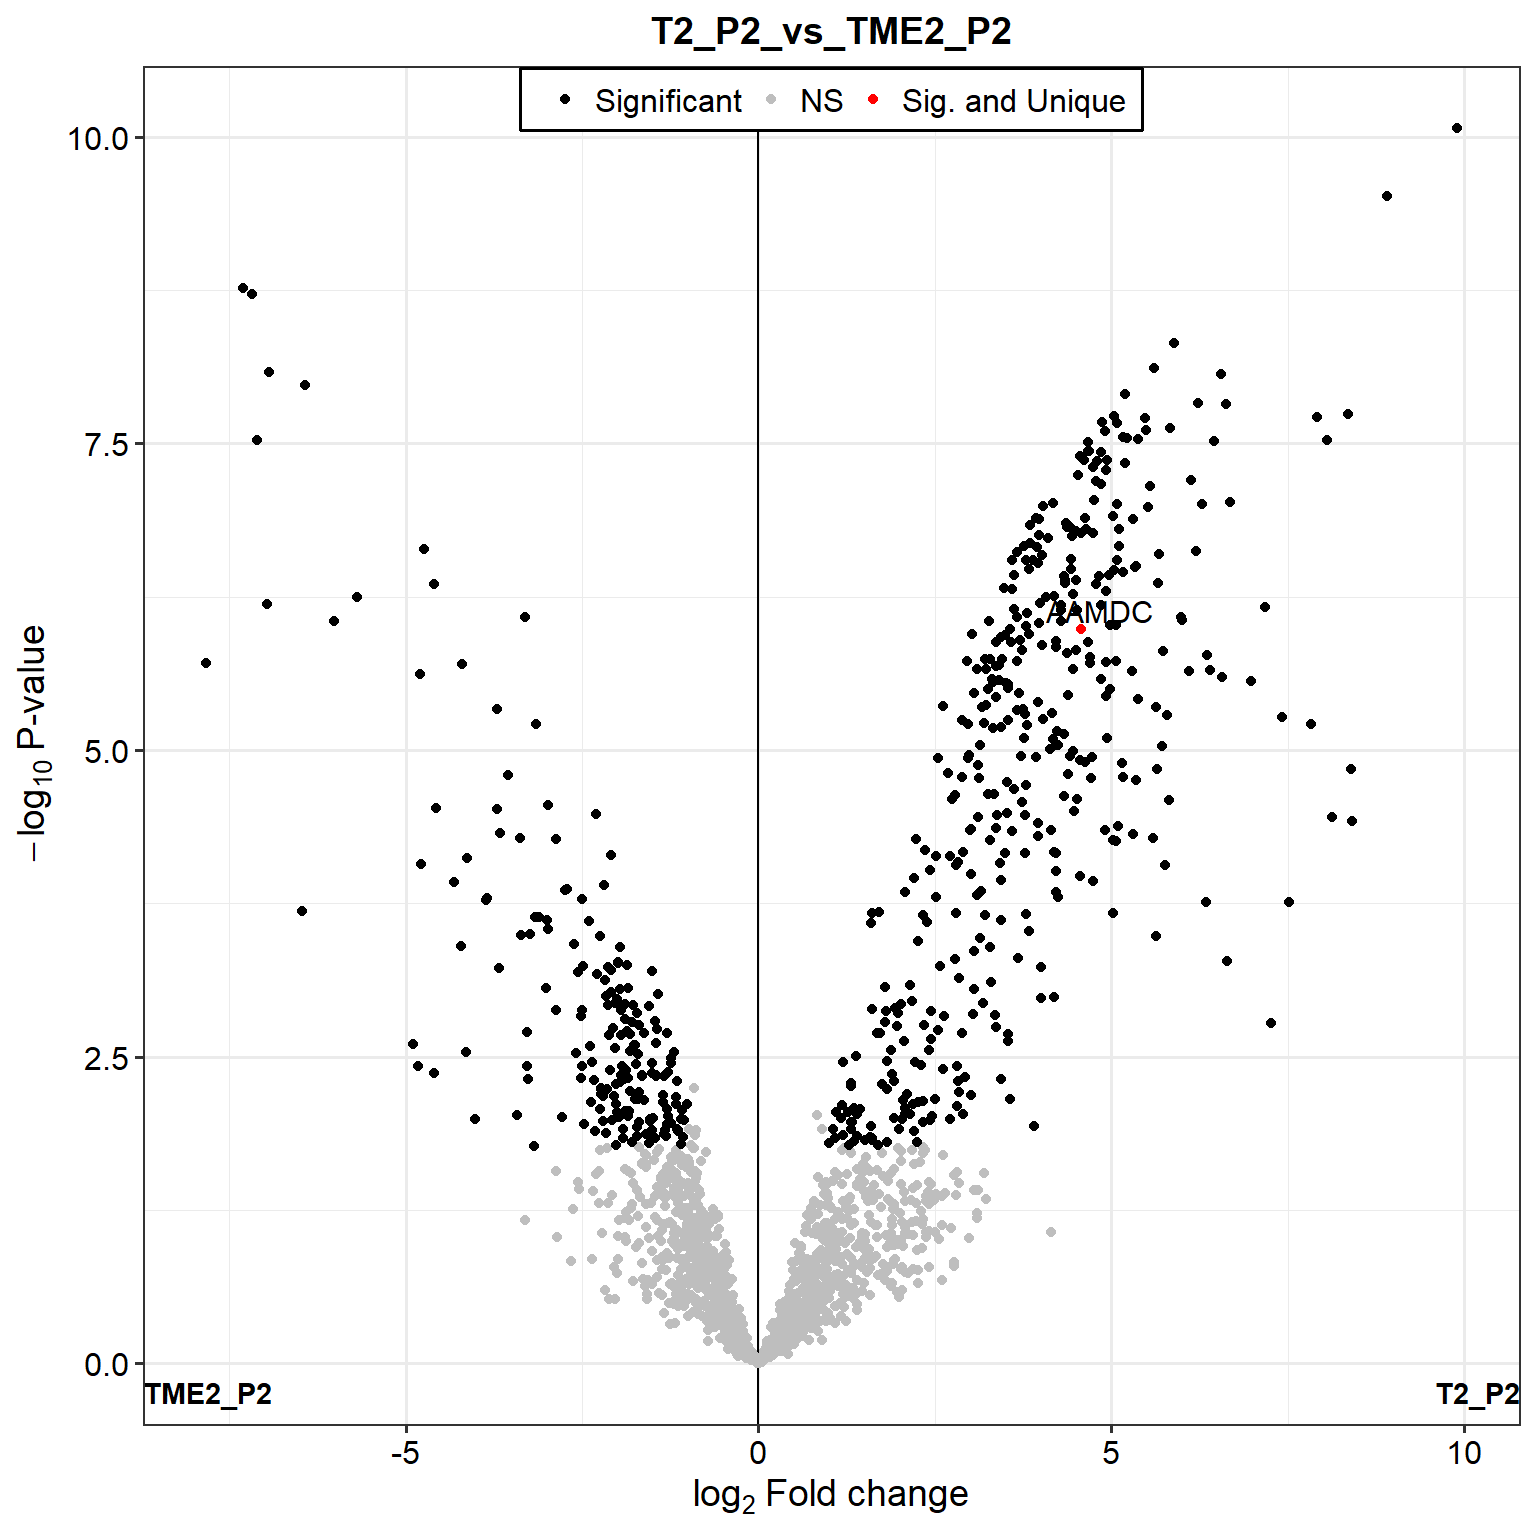 T2_P2_vs_TME2_P2
Significant NS Sig. and Unique
10.0
7.5
AAMDC
5.0
2.5
0.0
−log10 P-value
TME2_P2 T2_P2
-5 0 5 10
log2 Fold change